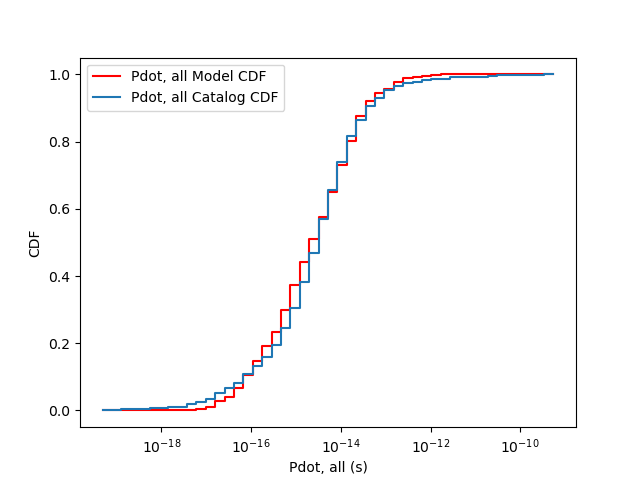 Pdot, all Model CDF
Pdot, all Catalog CDF
1.0
0.8
0.6
0.4
0.2
0.0
CDF
10⁻¹⁸ 10⁻¹⁶ 10⁻¹⁴ 10⁻¹² 10⁻¹⁰
Pdot, all (s)